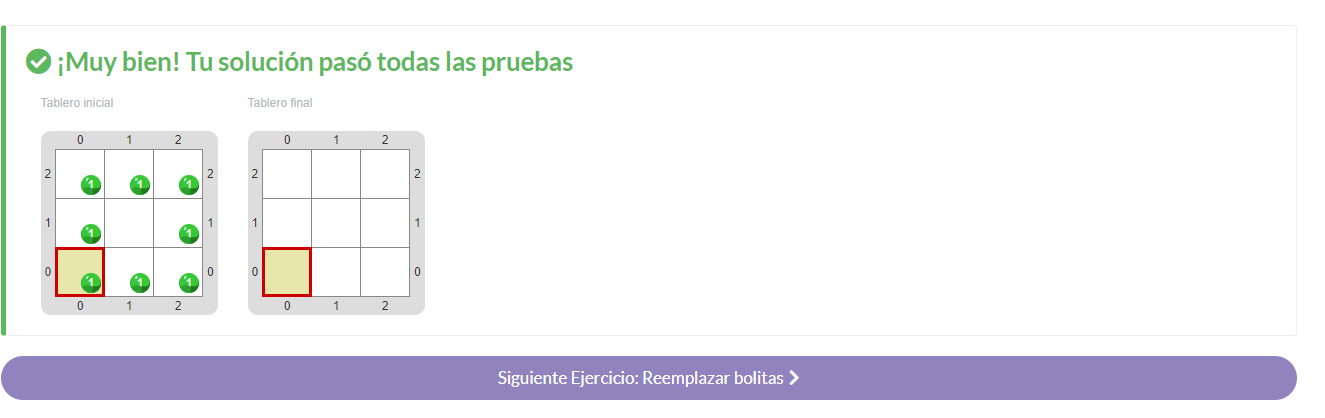 ¡Muy bien! Tu solución pasó todas las pruebas
Tablero inicial
Tablero final
0 1 2
2 1 1 1 2
1 1 1 1
0 1 1 1 0
0 1 2
0 1 2
2 2
1 1
0 0
0 1 2
Siguiente Ejercicio: Reemplazar bolitas